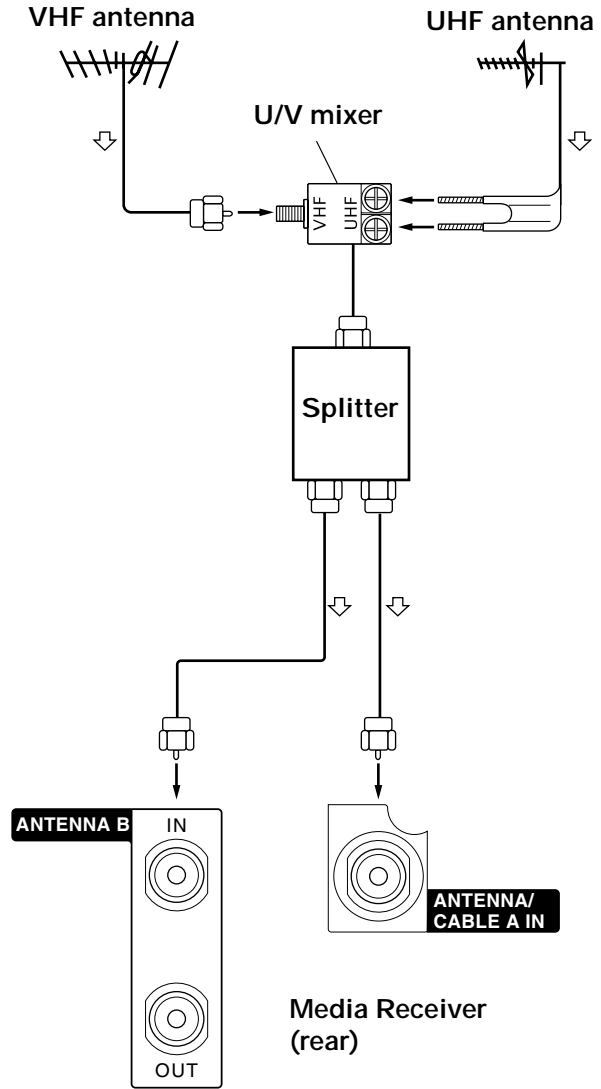 VHF antenna
UHF antenna
U/V mixer
VHF
UHF
Splitter
ANTENNA B
IN
ANTENNA/
CABLE A IN
Media Receiver
(rear)
OUT